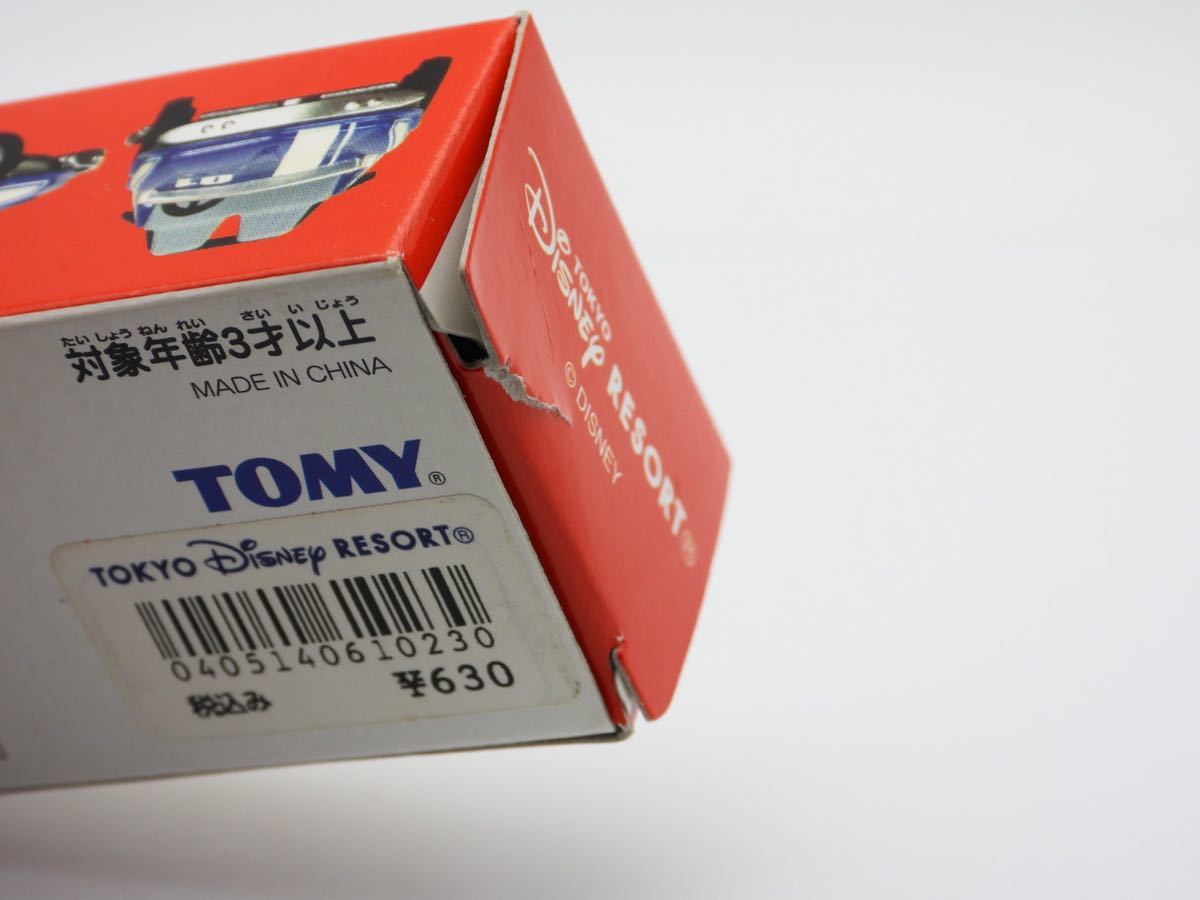 たいしょうねんれい さい いじょう
対象年齢3才以上
MADE IN CHINA
TOMY®
TOKYO Disney RESORT®
0405140610230
税込み
¥630
TOKYO
Disney RESORT®
© DISNEY